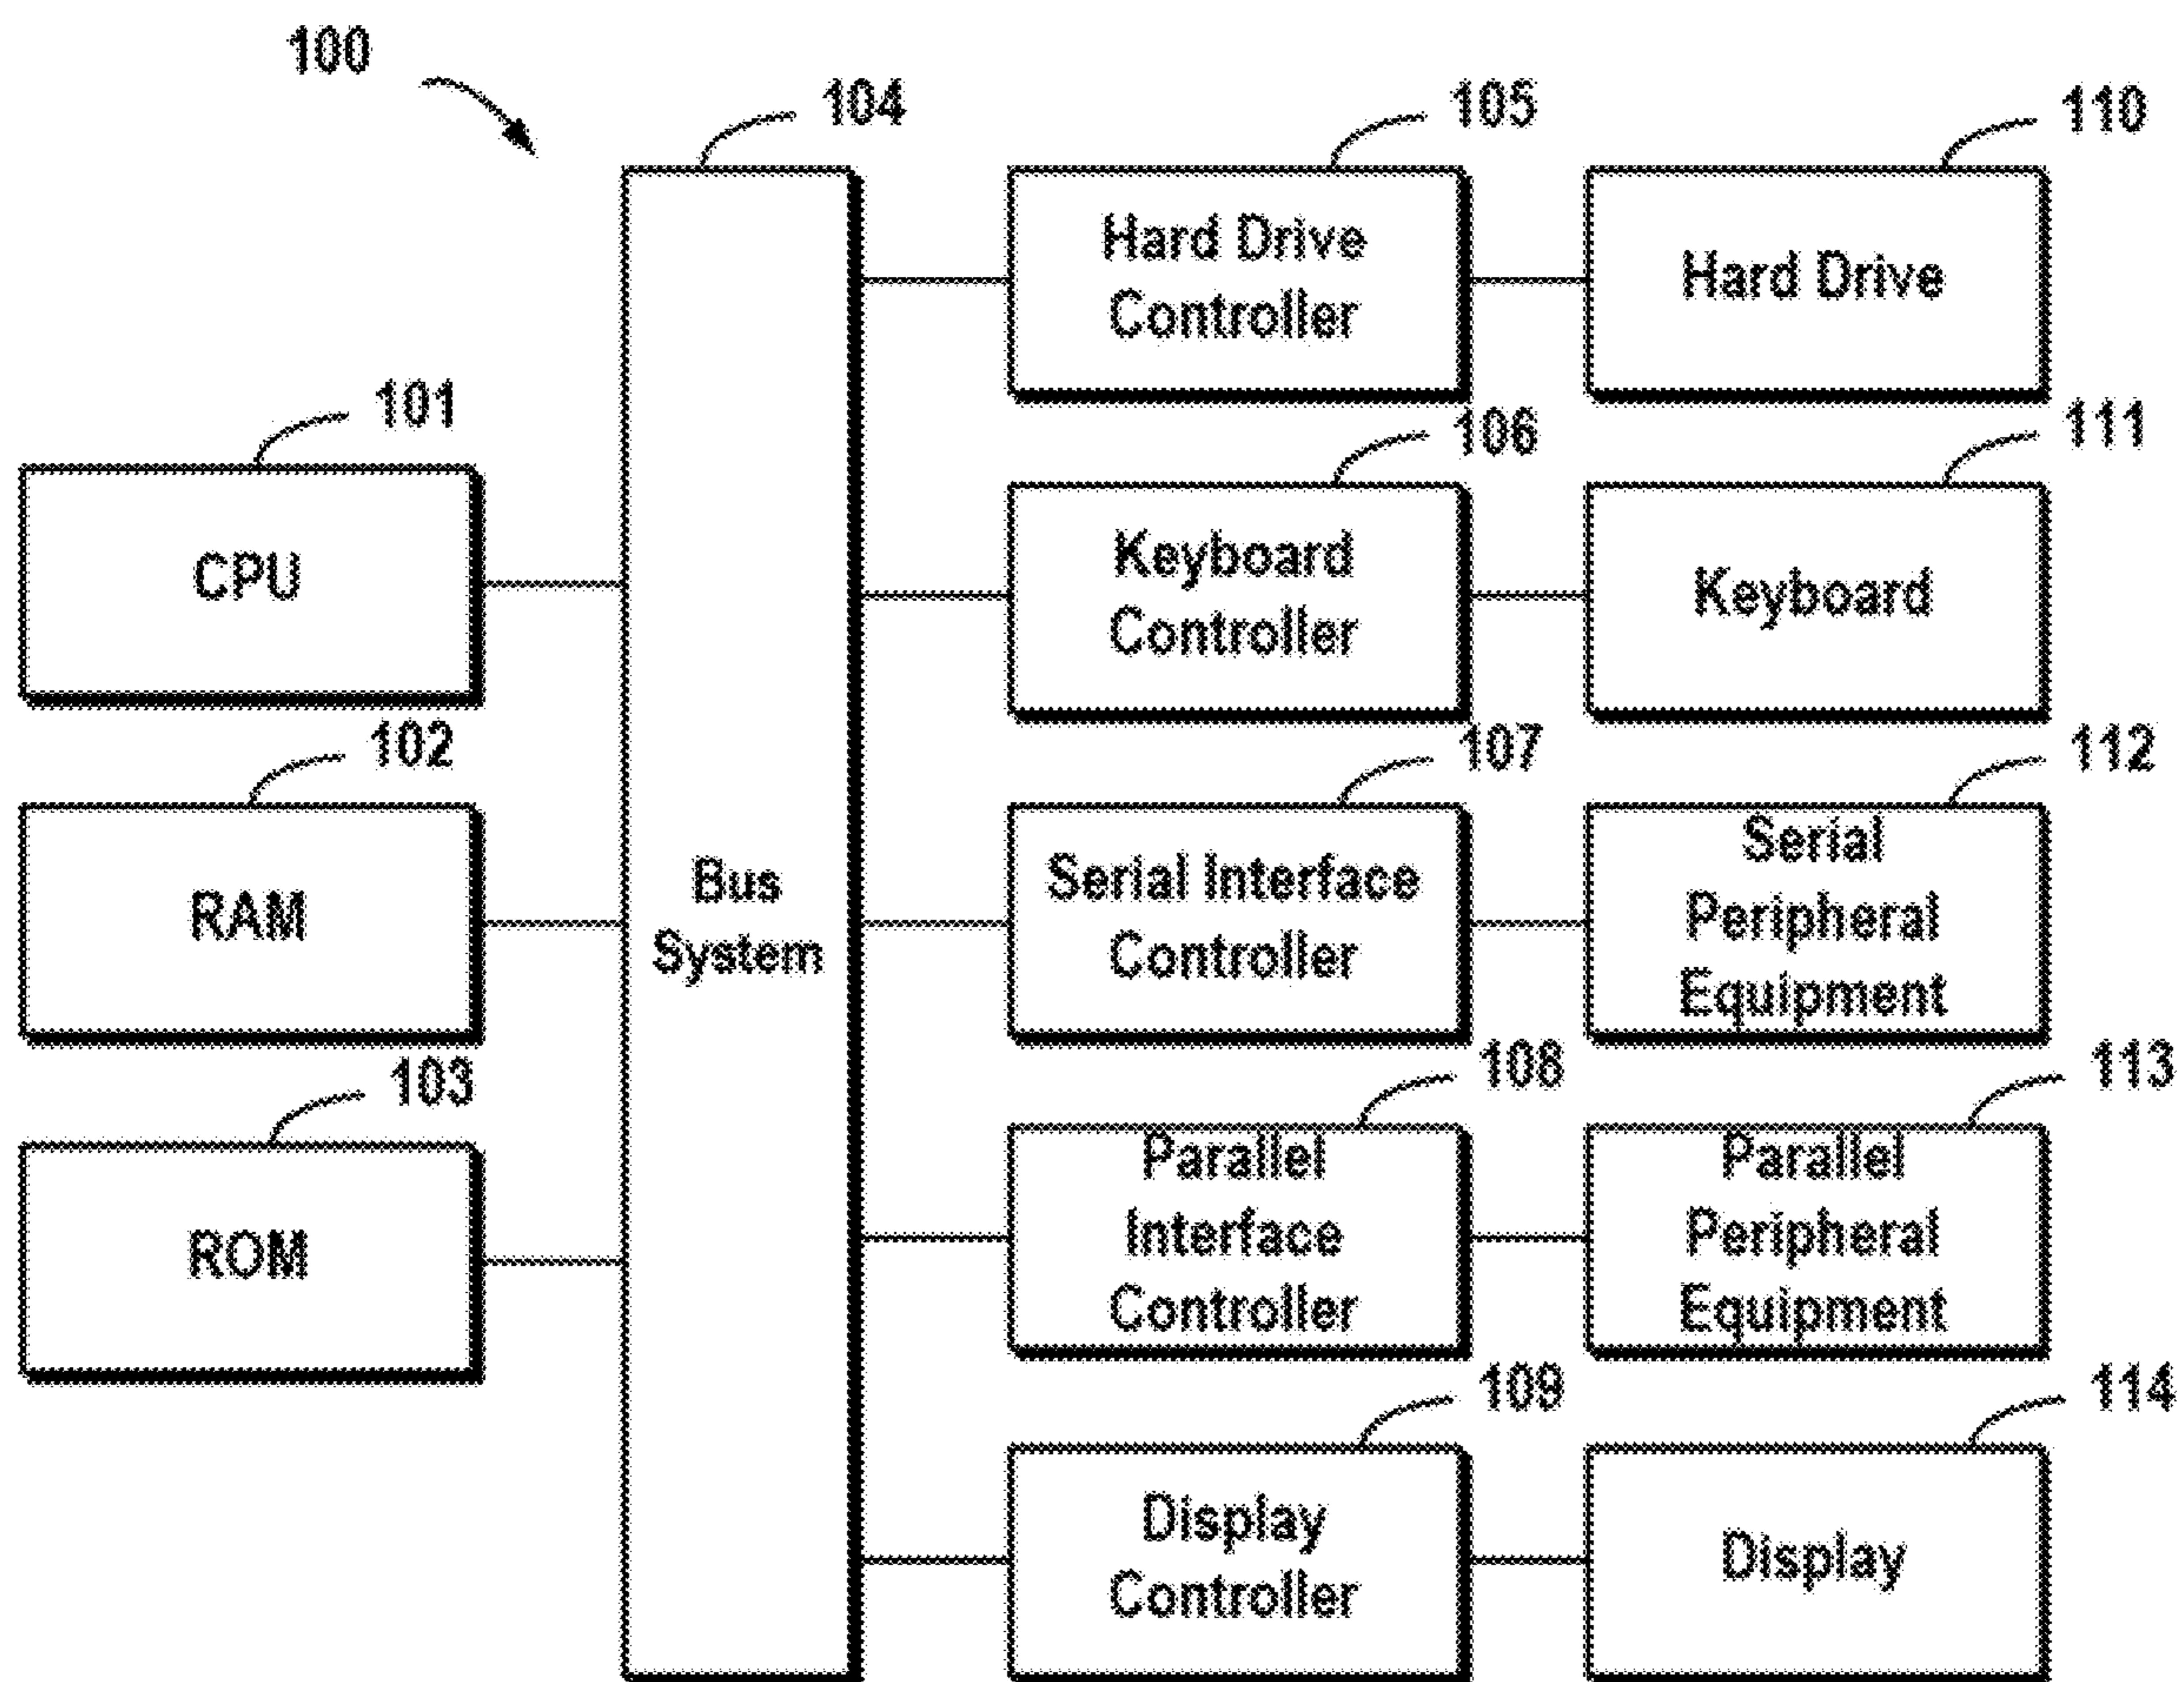 100
104
105
110
Hard Drive
Controller
Hard Drive
101
106
111
CPU
Keyboard
Controller
Keyboard
102
107
112
RAM
Bus
System
Serial Interface
Controller
Serial
Peripheral
Equipment
103
108
113
ROM
Parallel
Interface
Controller
Parallel
Peripheral
Equipment
109
114
Display
Controller
Display